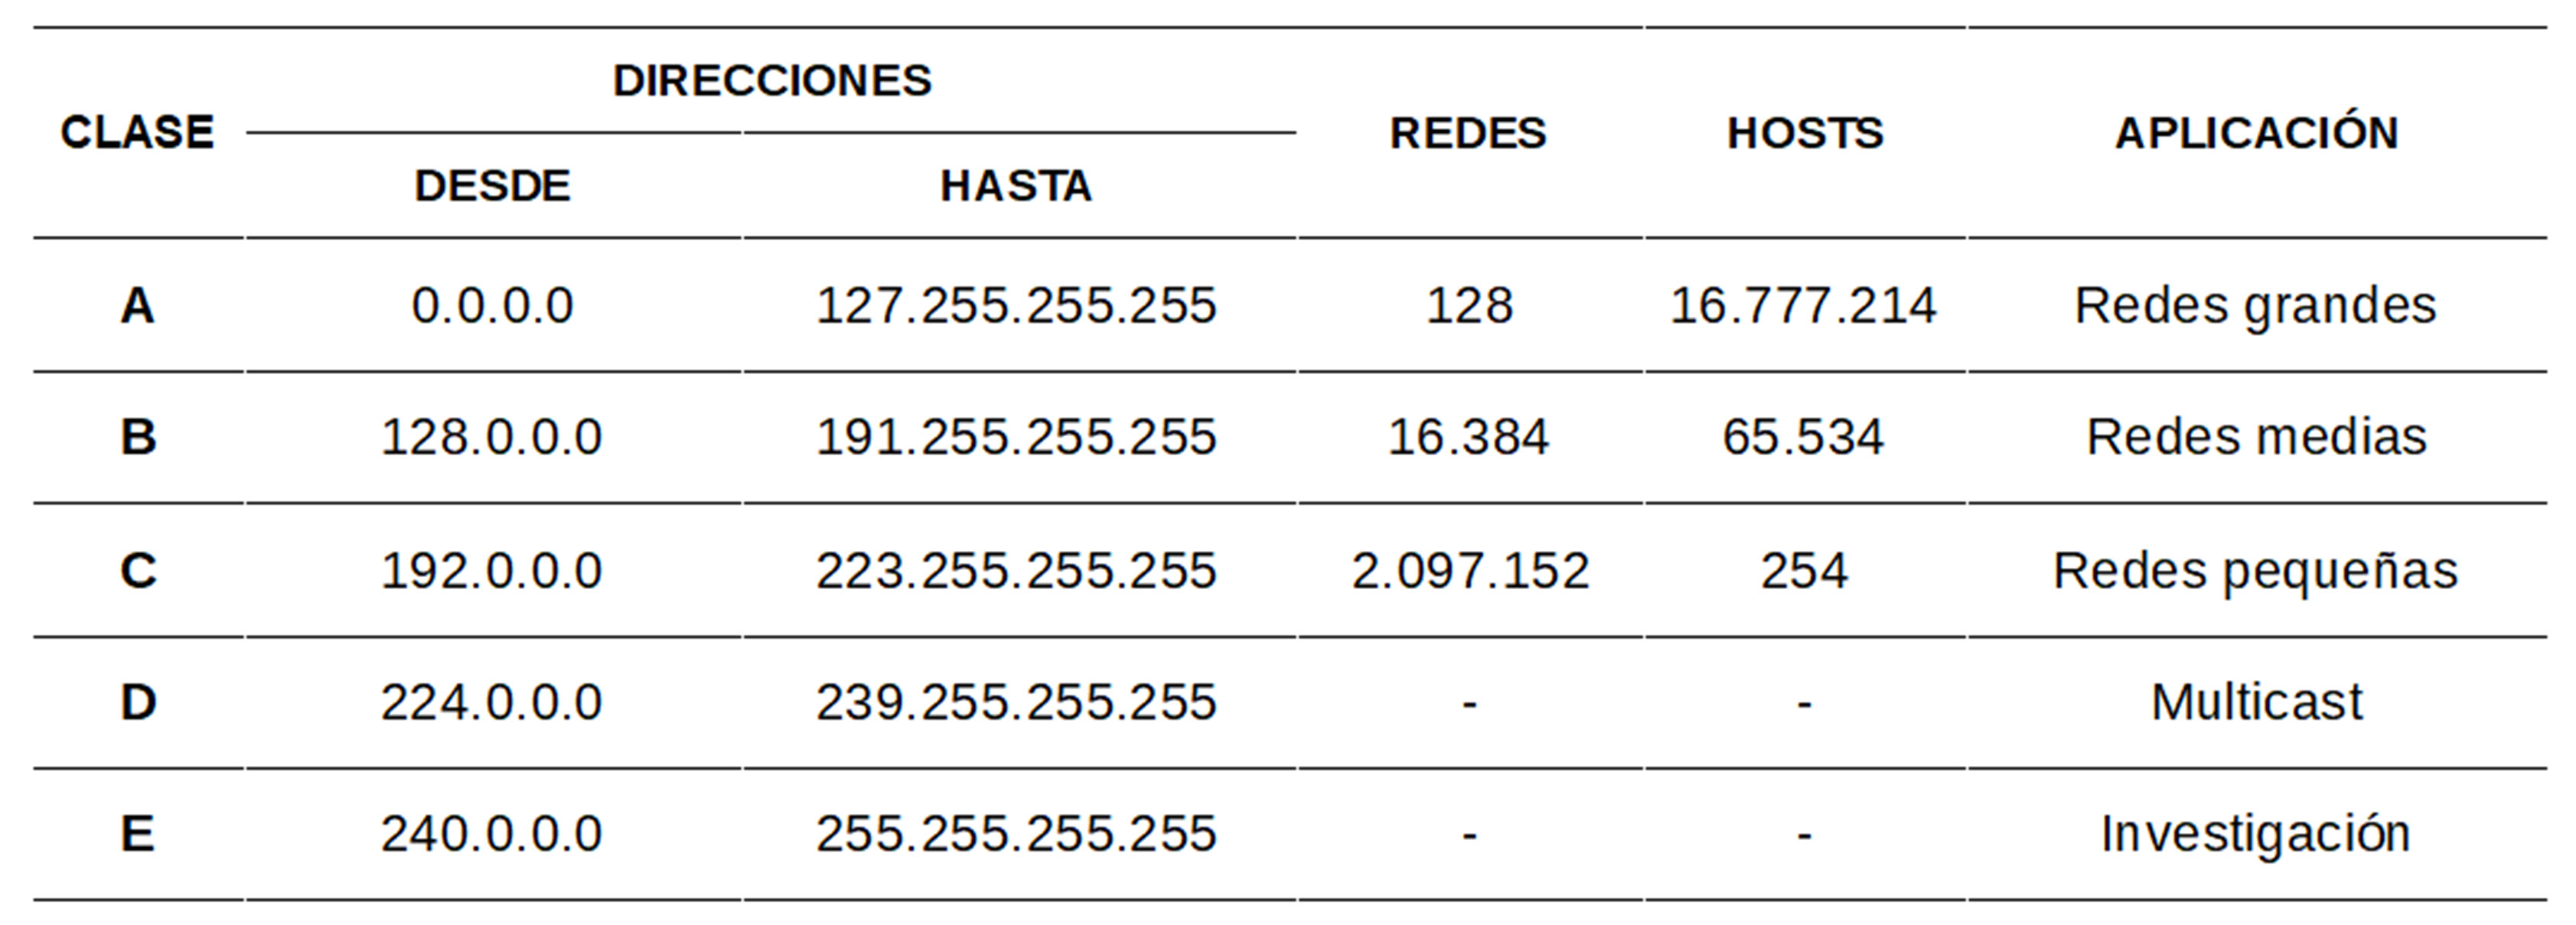 DIRECCIONES
CLASE REDES HOSTS APLICACIÓN
DESDE HASTA
A 0.0.0.0 127.255.255.255 128 16.777.214 Redes grandes
B 128.0.0.0 191.255.255.255 16.384 65.534 Redes medias
C 192.0.0.0 223.255.255.255 2.097.152 254 Redes pequeñas
D 224.0.0.0 239.255.255.255 - - Multicast
E 240.0.0.0 255.255.255.255 - - Investigación